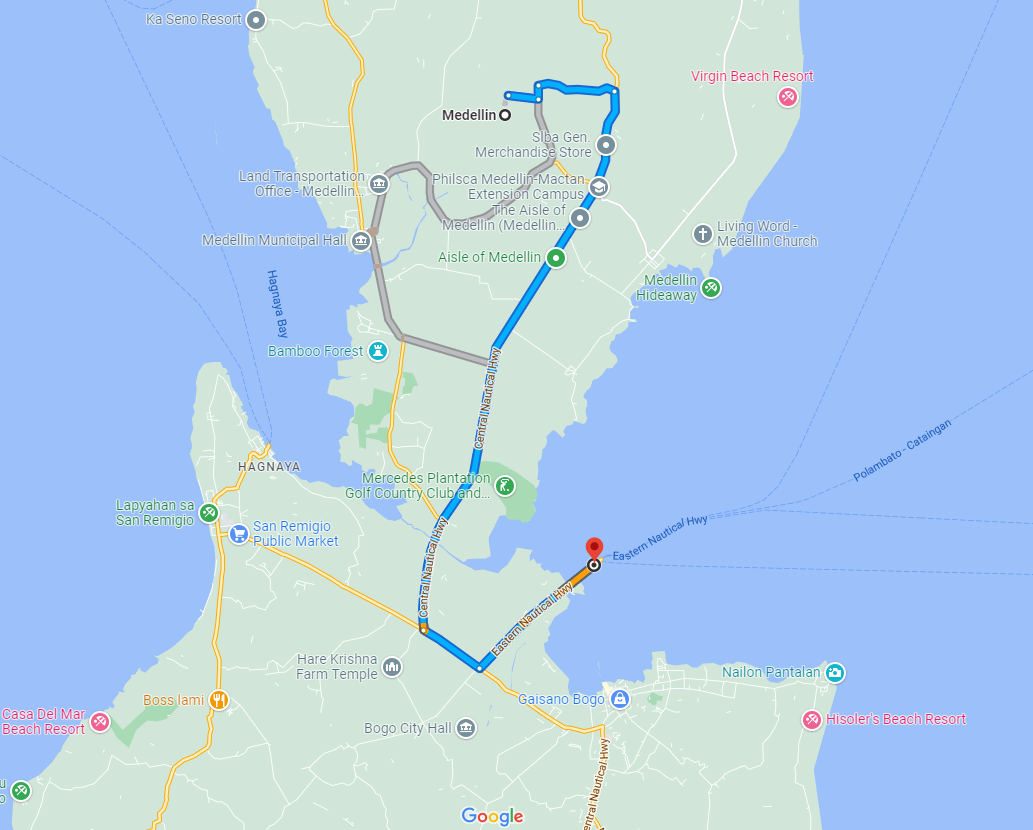 Ka Seno Resort
Virgin Beach Resort
Medellin
Siba Gen.
Merchandise Store
Land Transportation
Office - Medellin...
Philsca Medellin-Mactan
Extension Campus
The Aisle of
Medellin (Medellin...
Medellin Municipal Hall
Living Word -
Medellin Church
Aisle of Medellin
Medellin
Hideaway
Hagnaya Bay
Bamboo Forest
Central Nautical Hwy
HAGNAYA
Polambato - Cataingan
Mercedes Plantation
Golf Country Club and...
Lapyahan sa
San Remigio
San Remigio
Public Market
Eastern Nautical Hwy
Central Nautical Hwy
Eastern Nautical Hwy
Hare Krishna
Farm Temple
Nailon Pantalan
Boss Iami
Gaisano Bogo
Casa Del Mar
Beach Resort
Hisoler's Beach Resort
Bogo City Hall
Central Nautical Hwy
u
o
Google